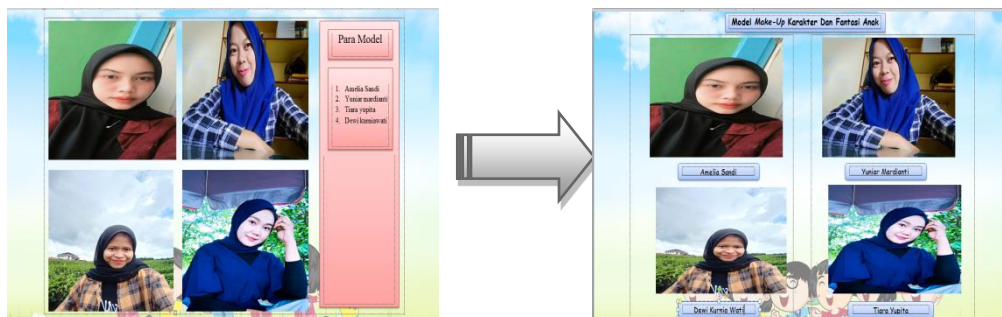 Para Model
1. Amelia Sandi
2. Yuniar mardianti
3. Tiara yupita
4. Dewi kurniawati
Model Make-Up Karakter Dan Fantasi Anak
Amelia Sandi
Yuniar Mardianti
Dewi Kurnia Wati
Tiara Yupita